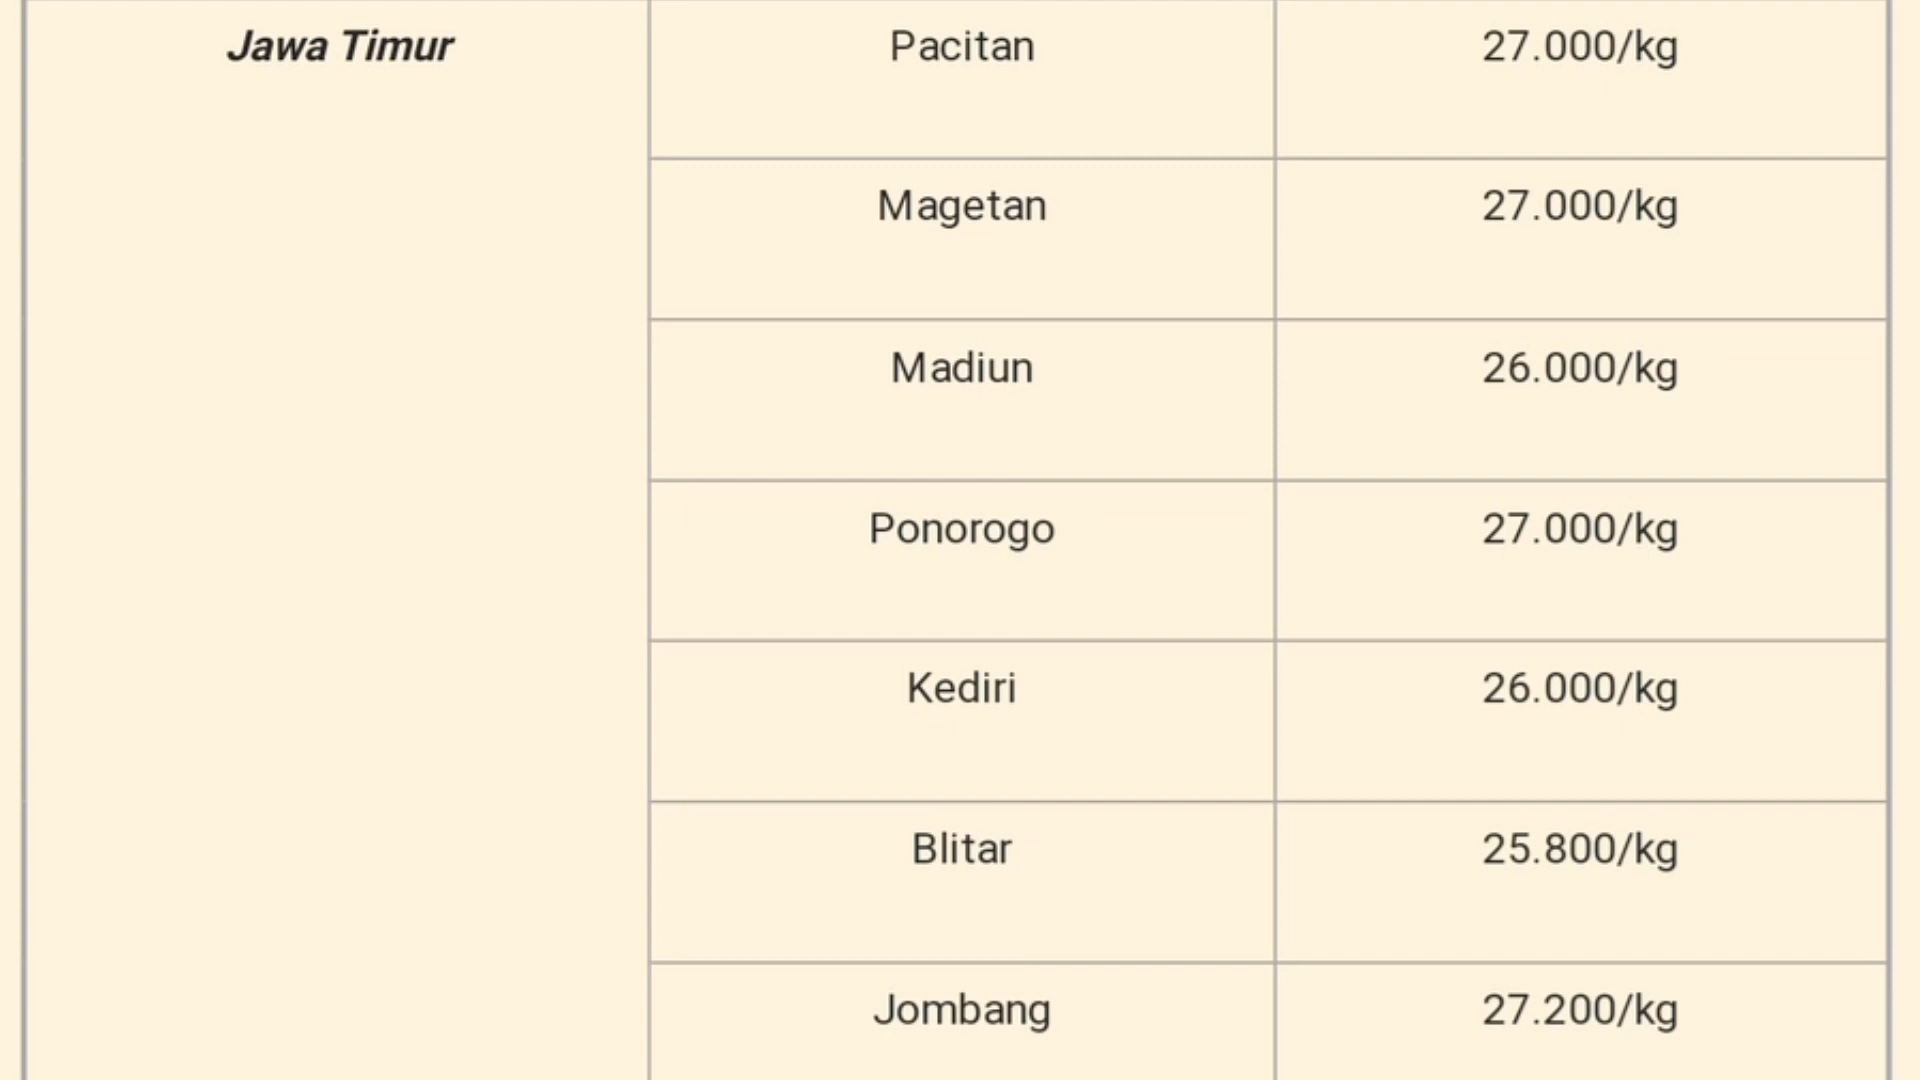 Jawa Timur Pacitan 27.000/kg
Magetan 27.000/kg
Madiun 26.000/kg
Ponorogo 27.000/kg
Kediri 26.000/kg
Blitar 25.800/kg
Jombang 27.200/kg